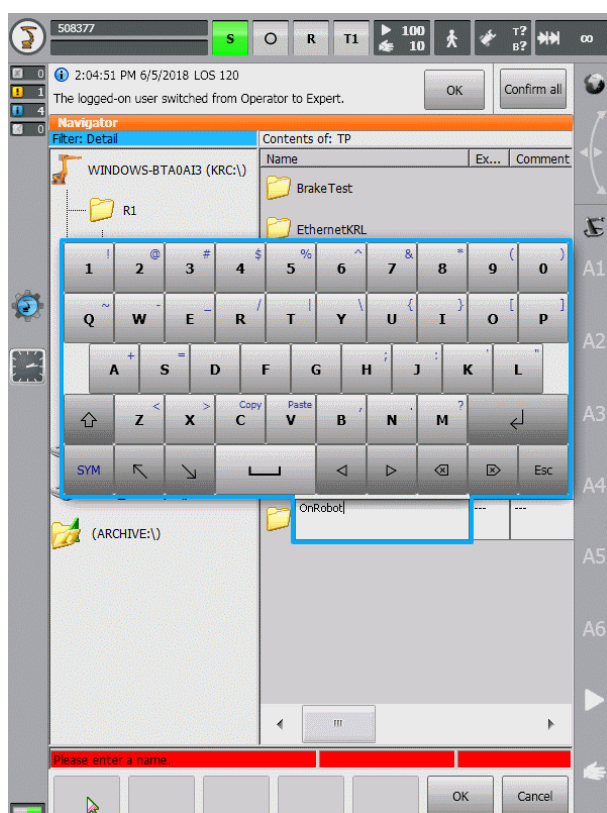 508377
S O R T1 100 10 T? B? ∞
0
1
4
0
2:04:51 PM 6/5/2018 LOS 120
The logged-on user switched from Operator to Expert.
OK Confirm all
Navigator
Filter: Detail Contents of: TP
Name Ex... Comment
WINDOWS-BTA0AI3 (KRC:\)
R1
BrakeTest
EthernetKRL
! @ # $ % ^ & * ( )
1 2 3 4 5 6 7 8 9 0
~ - _ / | \ { } [ ]
Q W E R T Y U I O P
+ = ; : ' "
A S D F G H J K L
< > Copy Paste , . ?
Z X C V B N M
SYM Esc
OnRobot --- ---
(ARCHIVE:\)
A1
A2
A3
A4
A5
A6
Please enter a name.
OK Cancel